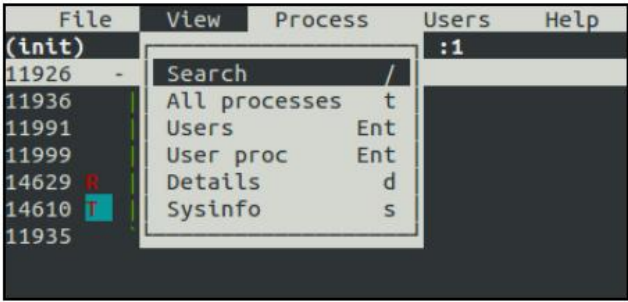 File View Process Users Help
(init) :1
11926 - Search /
11936 All processes t
11991 Users Ent
11999 User proc Ent
14629 R Details d
14610 T Sysinfo s
11935